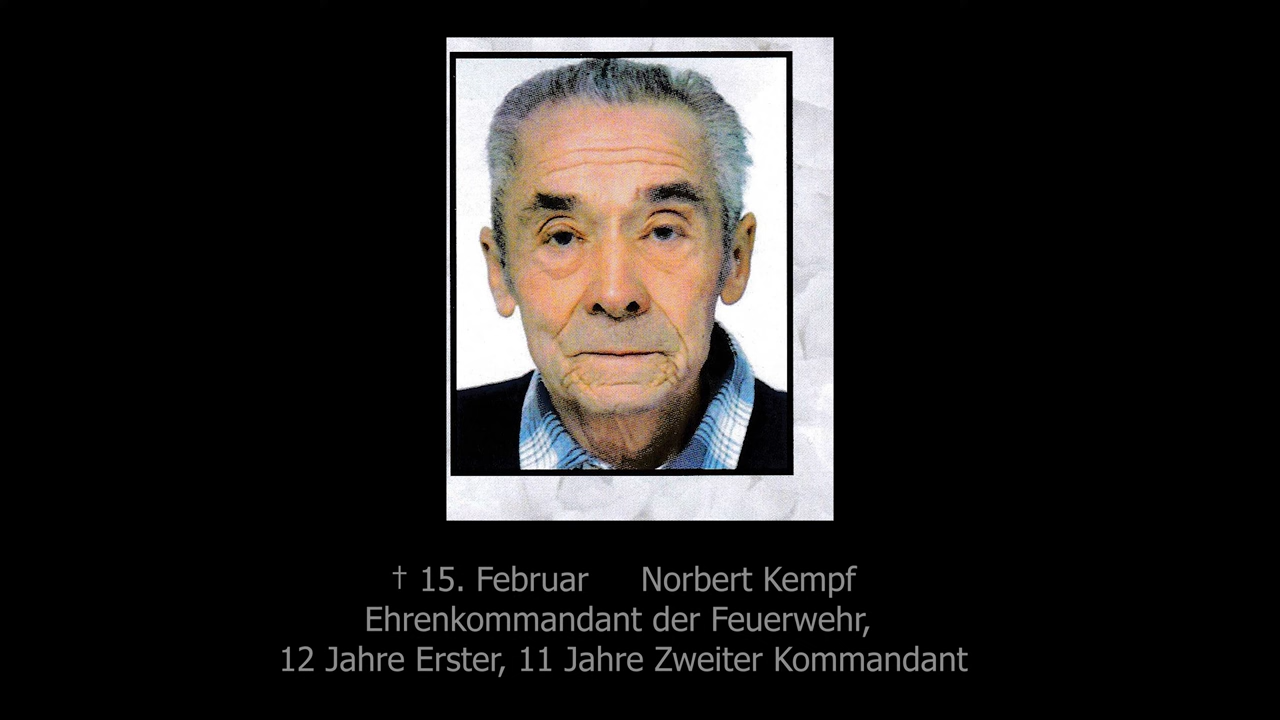 † 15. Februar Norbert Kempf
Ehrenkommandant der Feuerwehr,
12 Jahre Erster, 11 Jahre Zweiter Kommandant